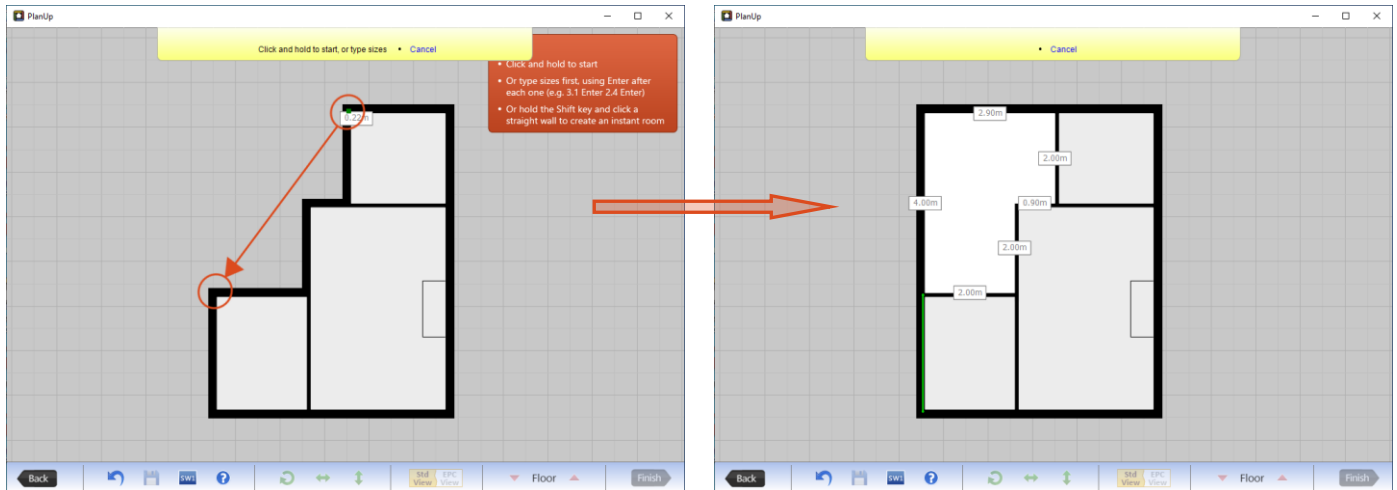 PlanUp
Click and hold to start, or type sizes • Cancel
• Click and hold to start
• Or type sizes first, using Enter after
each one (e.g. 3.1 Enter 2.4 Enter)
• Or hold the Shift key and click a
straight wall to create an instant room
0.22m
Back
SWS
?
Std
View
EPC
View
Floor
Finish
PlanUp
• Cancel
2.90m
2.00m
4.00m
0.90m
2.00m
2.00m
Back
SWS
?
Std
View
EPC
View
Floor
Finish